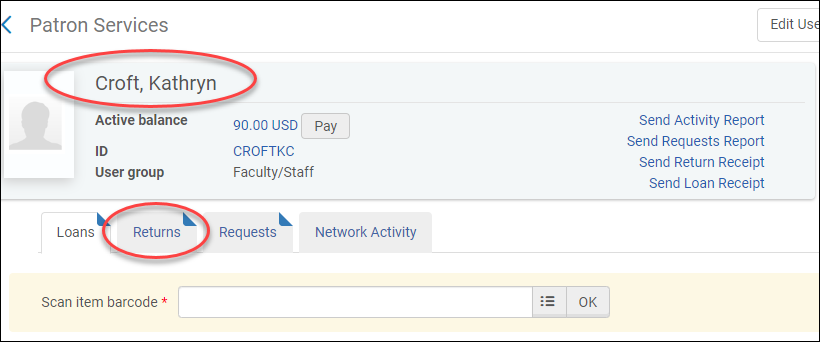 Patron Services
Edit Use
Croft, Kathryn
Active balance 90.00 USD Pay
ID CROFTKC
User group Faculty/Staff
Send Activity Report
Send Requests Report
Send Return Receipt
Send Loan Receipt
Loans Returns Requests Network Activity
Scan item barcode * OK